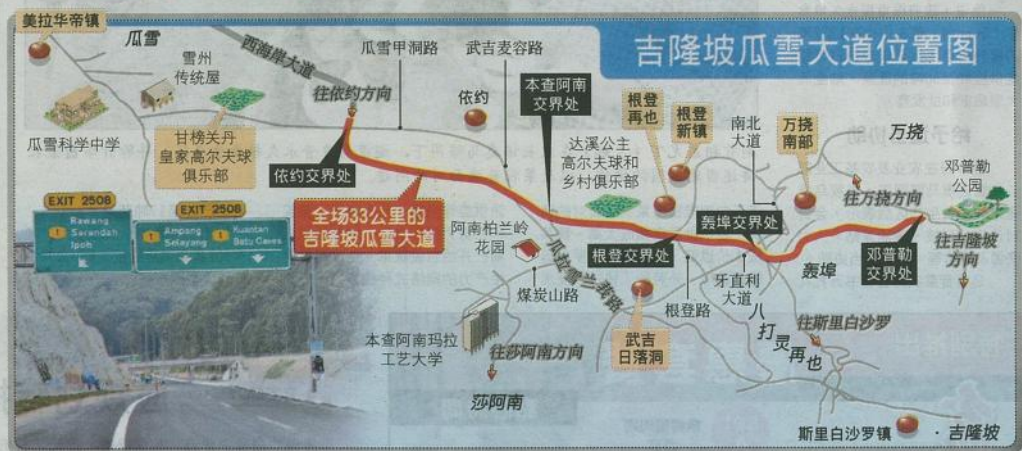 美拉华帝镇
瓜雪
西海岸大道
瓜雪甲洞路
武吉麦容路
吉隆坡瓜雪大道位置图
雪州
传统屋
往依约方向
依约
本查阿南
交界处
根登
再也
根登
新镇
南北
大道
万挠
南部
万挠
瓜雪科学中学
甘榜关丹
皇家高尔夫球
俱乐部
依约交界处
达溪公主
高尔夫球和
乡村俱乐部
往万挠方向
邓普勒
公园
EXIT 2508
Rawang
Serendah
Ipoh
EXIT 2508
Ampang
Selayang
Kuantan
Batu Caves
全场33公里的
吉隆坡瓜雪大道
阿南柏兰岭
花园
轰埠交界处
根登交界处
邓普勒
交界处
往吉隆坡
方向
煤炭山路
瓜拉雪兰莪路
武吉
日落洞
根登路
牙直利
大道
轰埠
本查阿南玛拉
工艺大学
往莎阿南方向
莎阿南
八打灵再也
往斯里白沙罗
斯里白沙罗镇
·吉隆坡